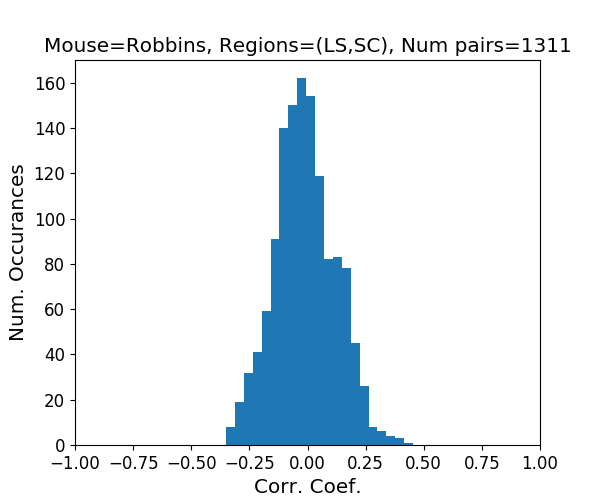 Mouse=Robbins, Regions=(LS,SC), Num pairs=1311
Num. Occurances
160
140
120
100
80
60
40
20
0
−1.00 −0.75 −0.50 −0.25 0.00 0.25 0.50 0.75 1.00
Corr. Coef.